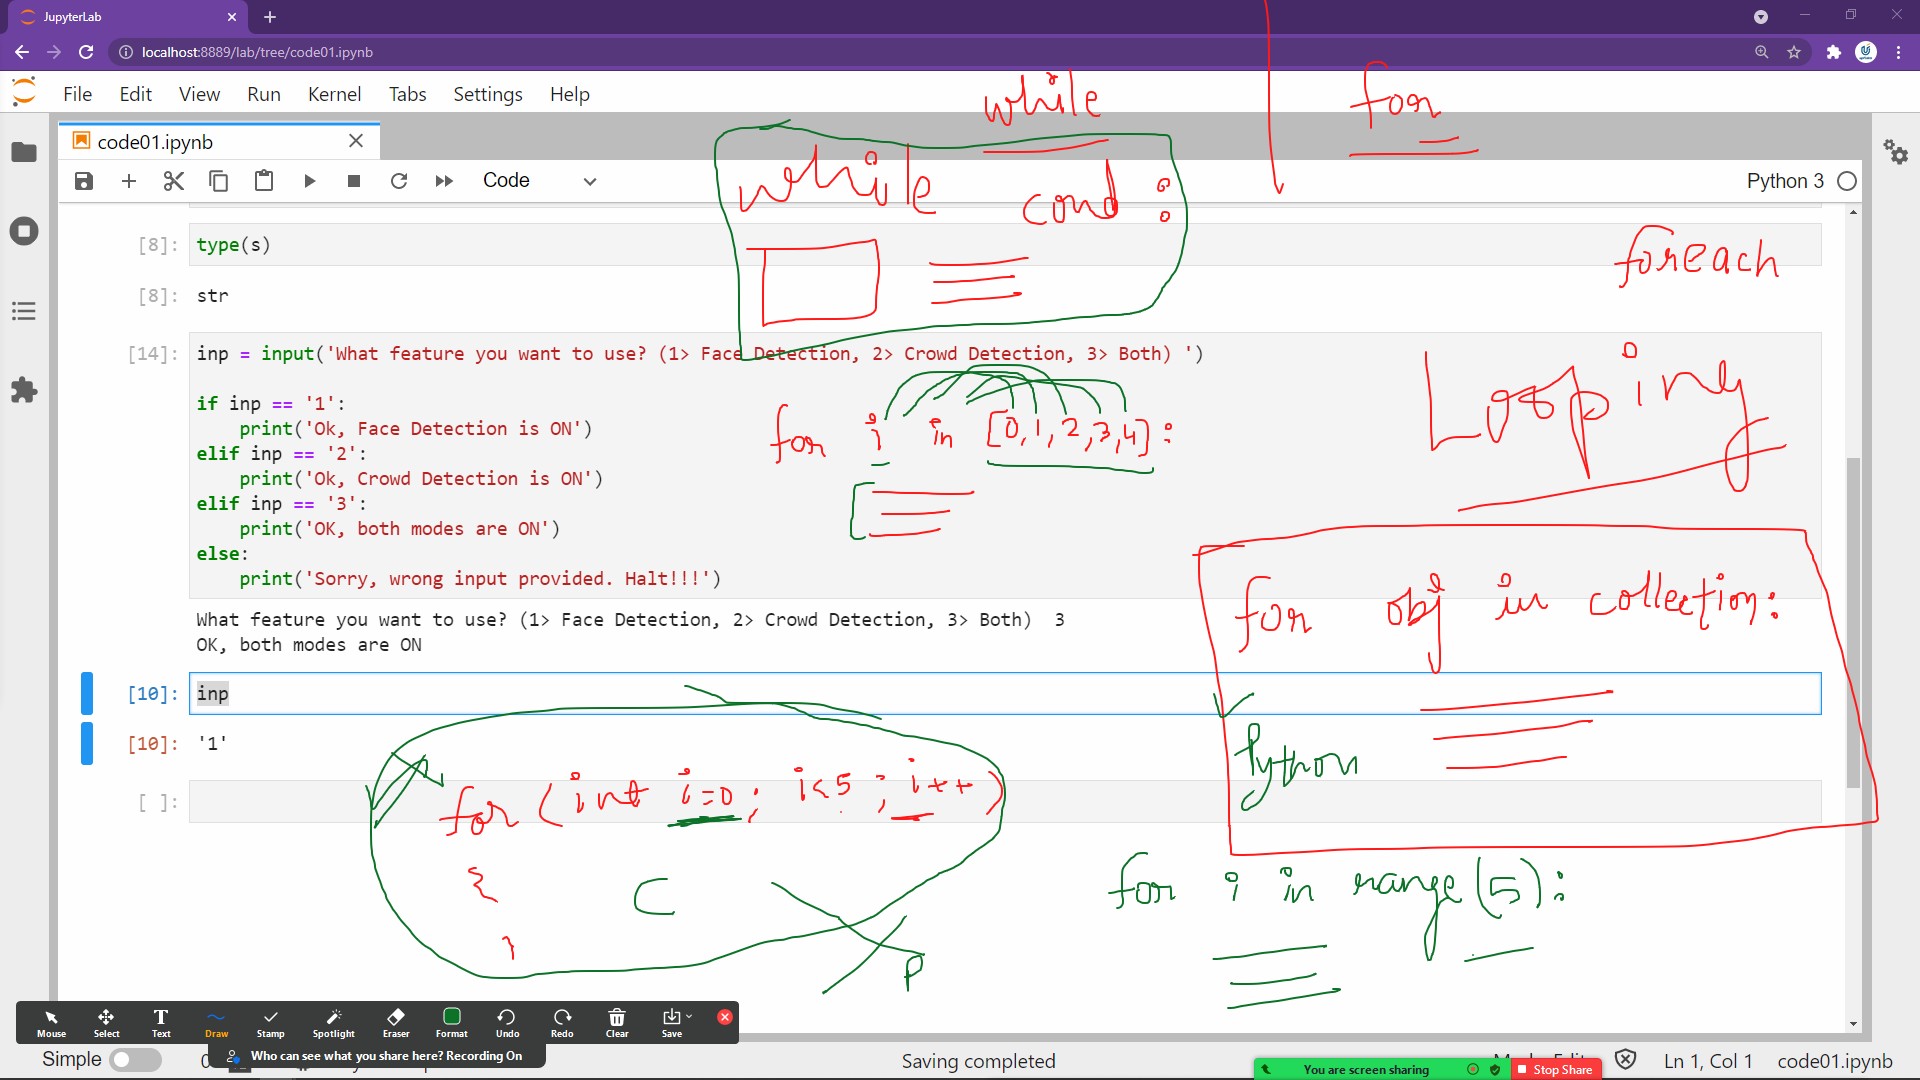 JupyterLab
localhost:8889/lab/tree/code01.ipynb
File Edit View Run Kernel Tabs Settings Help
while
for
code01.ipynb
Code
Python 3
while cond :
[8]: type(s)
foreach
[8]: str
[14]: inp = input('What feature you want to use? (1> Face Detection, 2> Crowd Detection, 3> Both) ')
Looping
if inp == '1':
print('Ok, Face Detection is ON')
for i in [0,1,2,3,4] :
elif inp == '2':
print('Ok, Crowd Detection is ON')
elif inp == '3':
print('OK, both modes are ON')
else:
print('Sorry, wrong input provided. Halt!!!')
for obj in collection:
What feature you want to use? (1> Face Detection, 2> Crowd Detection, 3> Both) 3
OK, both modes are ON
[10]: inp
[10]: '1'
Python
for (int i=0; i<5 ; i++)
[ ]:
{
C
}
P
for i in range(5):
Mouse Select Text Draw Stamp Spotlight Eraser Format Undo Redo Clear Save
Who can see what you share here? Recording On
Simple
0
Saving completed
Ln 1, Col 1 code01.ipynb
You are screen sharing
Stop Share